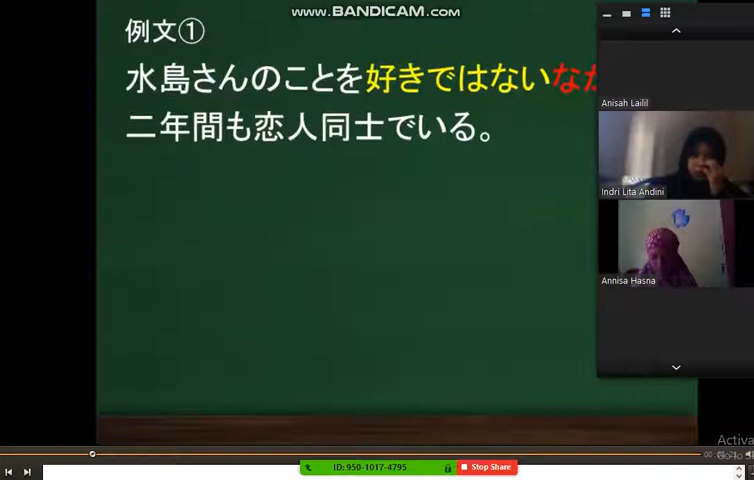 www.BANDICAM.com
例文①
水島さんのことを好きではないな
二年間も恋人同士でいる。
Anisah Lailil
Indri Lita Andini
Annisa Hasna
Activa
ID: 950-1017-4795
Stop Share